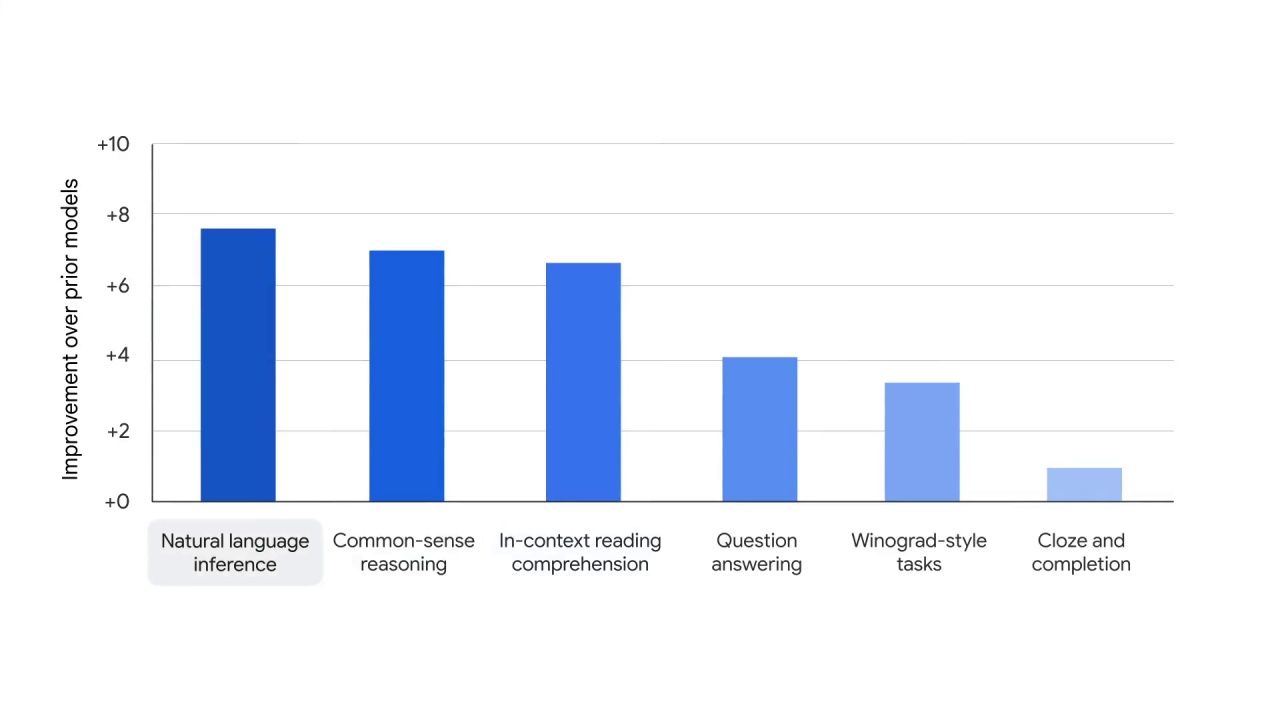 +10
+8
+6
+4
+2
+0
Improvement over prior models
Natural language
inference
Common-sense
reasoning
In-context reading
comprehension
Question
answering
Winograd-style
tasks
Cloze and
completion